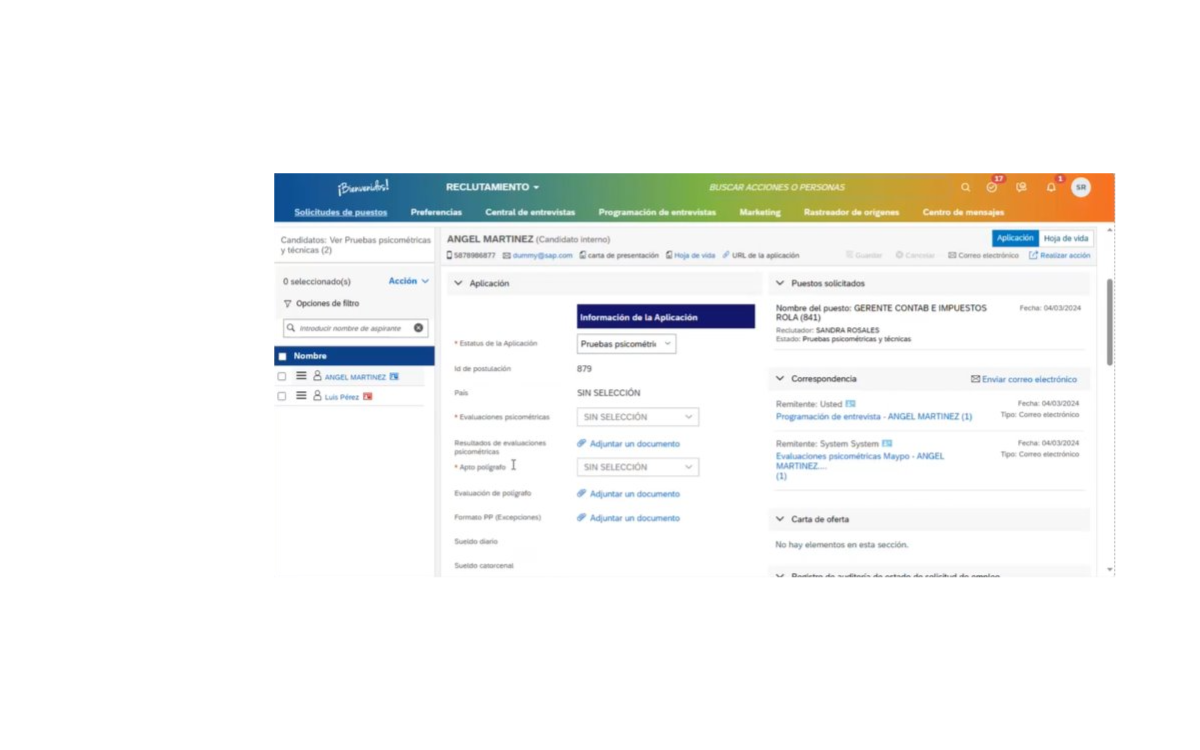 ¡Bienvenidos!
RECLUTAMIENTO
BUSCAR ACCIONES O PERSONAS
17
1
SR
Solicitudes de puestos
Preferencias
Central de entrevistas
Programación de entrevistas
Marketing
Rastreador de orígenes
Centro de mensajes
Candidatos: Ver Pruebas psicométricas
y técnicas (2)
0 seleccionado(s)
Acción
Opciones de filtro
Introducir nombre de aspirante
Nombre
ANGEL MARTINEZ
Luis Pérez
ANGEL MARTINEZ (Candidato interno)
Aplicación
Hoja de vida
5878986877
dummy@sap.com
carta de presentación
Hoja de vida
URL de la aplicación
Guardar
Cancelar
Correo electrónico
Realizar acción
Aplicación
Información de la Aplicación
* Estatus de la Aplicación
Pruebas psicométri
Id de postulación
879
País
SIN SELECCIÓN
* Evaluaciones psicométricas
SIN SELECCIÓN
Resultados de evaluaciones
psicométricas
Adjuntar un documento
* Apto polígrafo
SIN SELECCIÓN
Evaluación de polígrafo
Adjuntar un documento
Formato PP (Excepciones)
Adjuntar un documento
Sueldo diario
Sueldo catorcenal
Puestos solicitados
Nombre del puesto: GERENTE CONTAB E IMPUESTOS
ROLA (841)
Fecha: 04/03/2024
Reclutador: SANDRA ROSALES
Estado: Pruebas psicométricas y técnicas
Correspondencia
Enviar correo electrónico
Remitente: Usted
Fecha: 04/03/2024
Programación de entrevista - ANGEL MARTINEZ (1)
Tipo: Correo electrónico
Remitente: System System
Fecha: 04/03/2024
Evaluaciones psicométricas Maypo - ANGEL
MARTINEZ....
(1)
Tipo: Correo electrónico
Carta de oferta
No hay elementos en esta sección.
Registro de auditoría de estado de solicitud de empleo